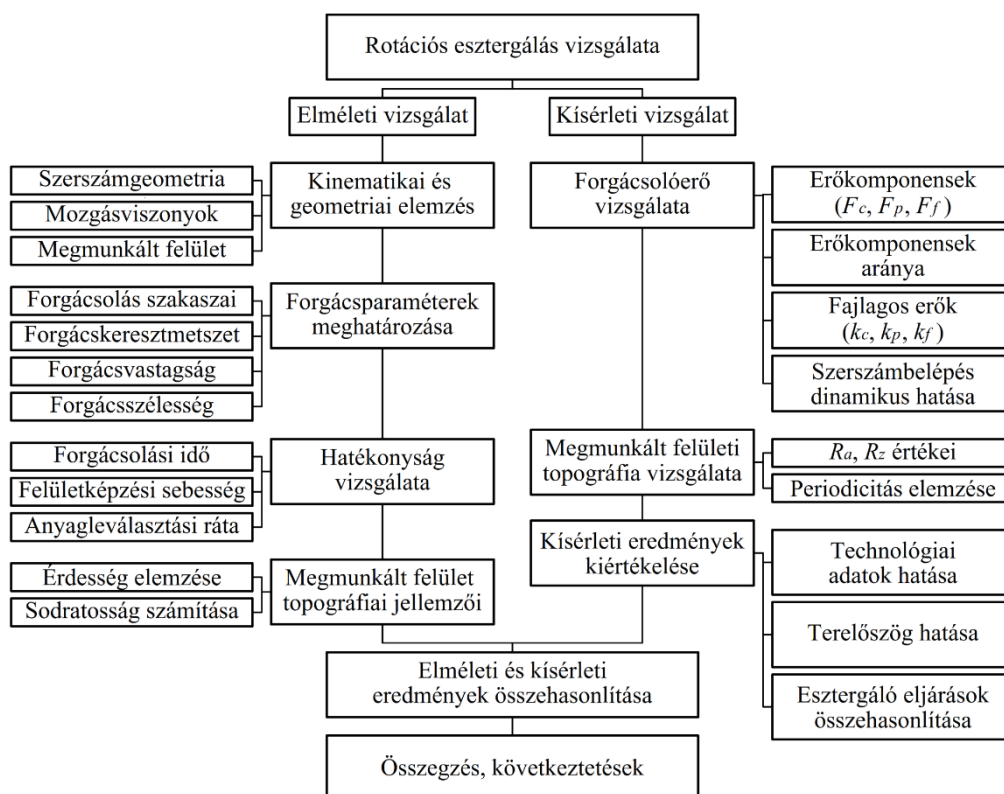 Rotációs esztergálás vizsgálata
Elméleti vizsgálat
Kísérleti vizsgálat
Szerszámgeometria
Mozgásviszonyok
Megmunkált felület
Kinematikai és
geometriai elemzés
Forgácsolás szakaszai
Forgácskeresztmetszet
Forgácsvastagság
Forgácsszélesség
Forgácsparaméterek
meghatározása
Forgácsolási idő
Felületképzési sebesség
Anyagleválasztási ráta
Hatékonyság
vizsgálata
Érdesség elemzése
Sodratosság számítása
Megmunkált felület
topográfiai jellemzői
Forgácsolóerő
vizsgálata
Erőkomponensek
(Fc, Fp, Ff)
Erőkomponensek
aránya
Fajlagos erők
(kc, kp, kf)
Szerszámbelépés
dinamikus hatása
Megmunkált felületi
topográfia vizsgálata
Ra, Rz értékei
Periodicitás elemzése
Kísérleti eredmények
kiértékelése
Technológiai
adatok hatása
Terelőszög hatása
Esztergáló eljárások
összehasonlítása
Elméleti és kísérleti
eredmények összehasonlítása
Összegzés, következtetések